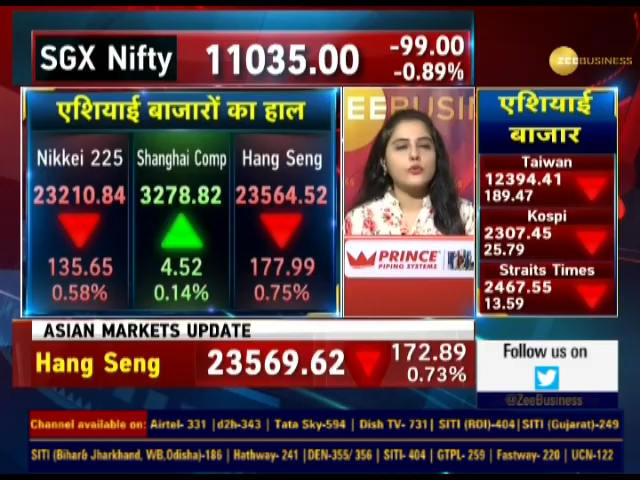 SGX Nifty 11035.00 -99.00
-0.89%
ZEEBUSINESS
एशियाई बाजारों का हाल
Nikkei 225
23210.84
135.65
0.58%
Shanghai Comp
3278.82
4.52
0.14%
Hang Seng
23564.52
177.99
0.75%
EEBUSIN
PRINCE
PIPING SYSTEMS
एशियाई
बाजार
Taiwan
12394.41
189.47
Kospi
2307.45
25.79
Straits Times
2467.55
13.59
ASIAN MARKETS UPDATE
Hang Seng 23569.62 172.89
0.73%
Follow us on
@ZeeBusiness
Channel available on: Airtel- 331 | d2h-343 | Tata Sky-594 | Dish TV- 731| SITI (ROI)-404| SITI (Gujarat)-249
SITI (Bihar& Jharkhand, WB,Odisha)-186 | Hathway- 241 |DEN-355/ 356 | SITI- 404 | GTPL- 259 | Fastway- 220 | UCN-122